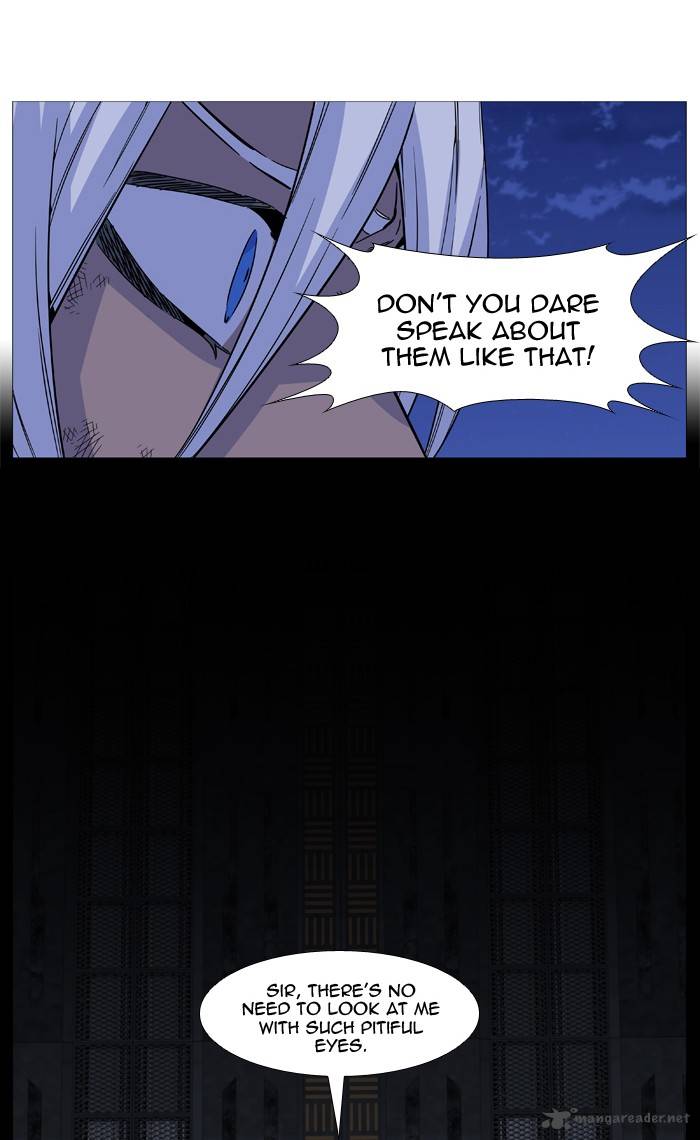 DON'T YOU DARE
SPEAK ABOUT
THEM LIKE THAT!
SIR, THERE'S NO
NEED TO LOOK AT ME
WITH SUCH PITIFUL
EYES.
mangareader.net